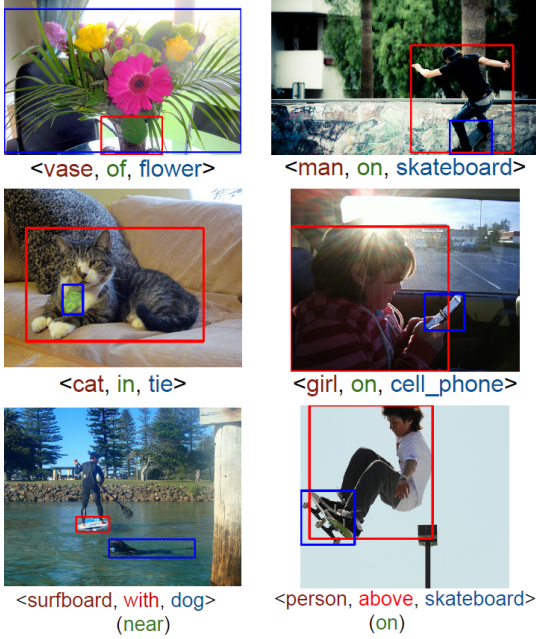 <vase, of, flower>
<man, on, skateboard>
<cat, in, tie>
<girl, on, cell_phone>
<surfboard, with, dog>
(near)
<person, above, skateboard>
(on)